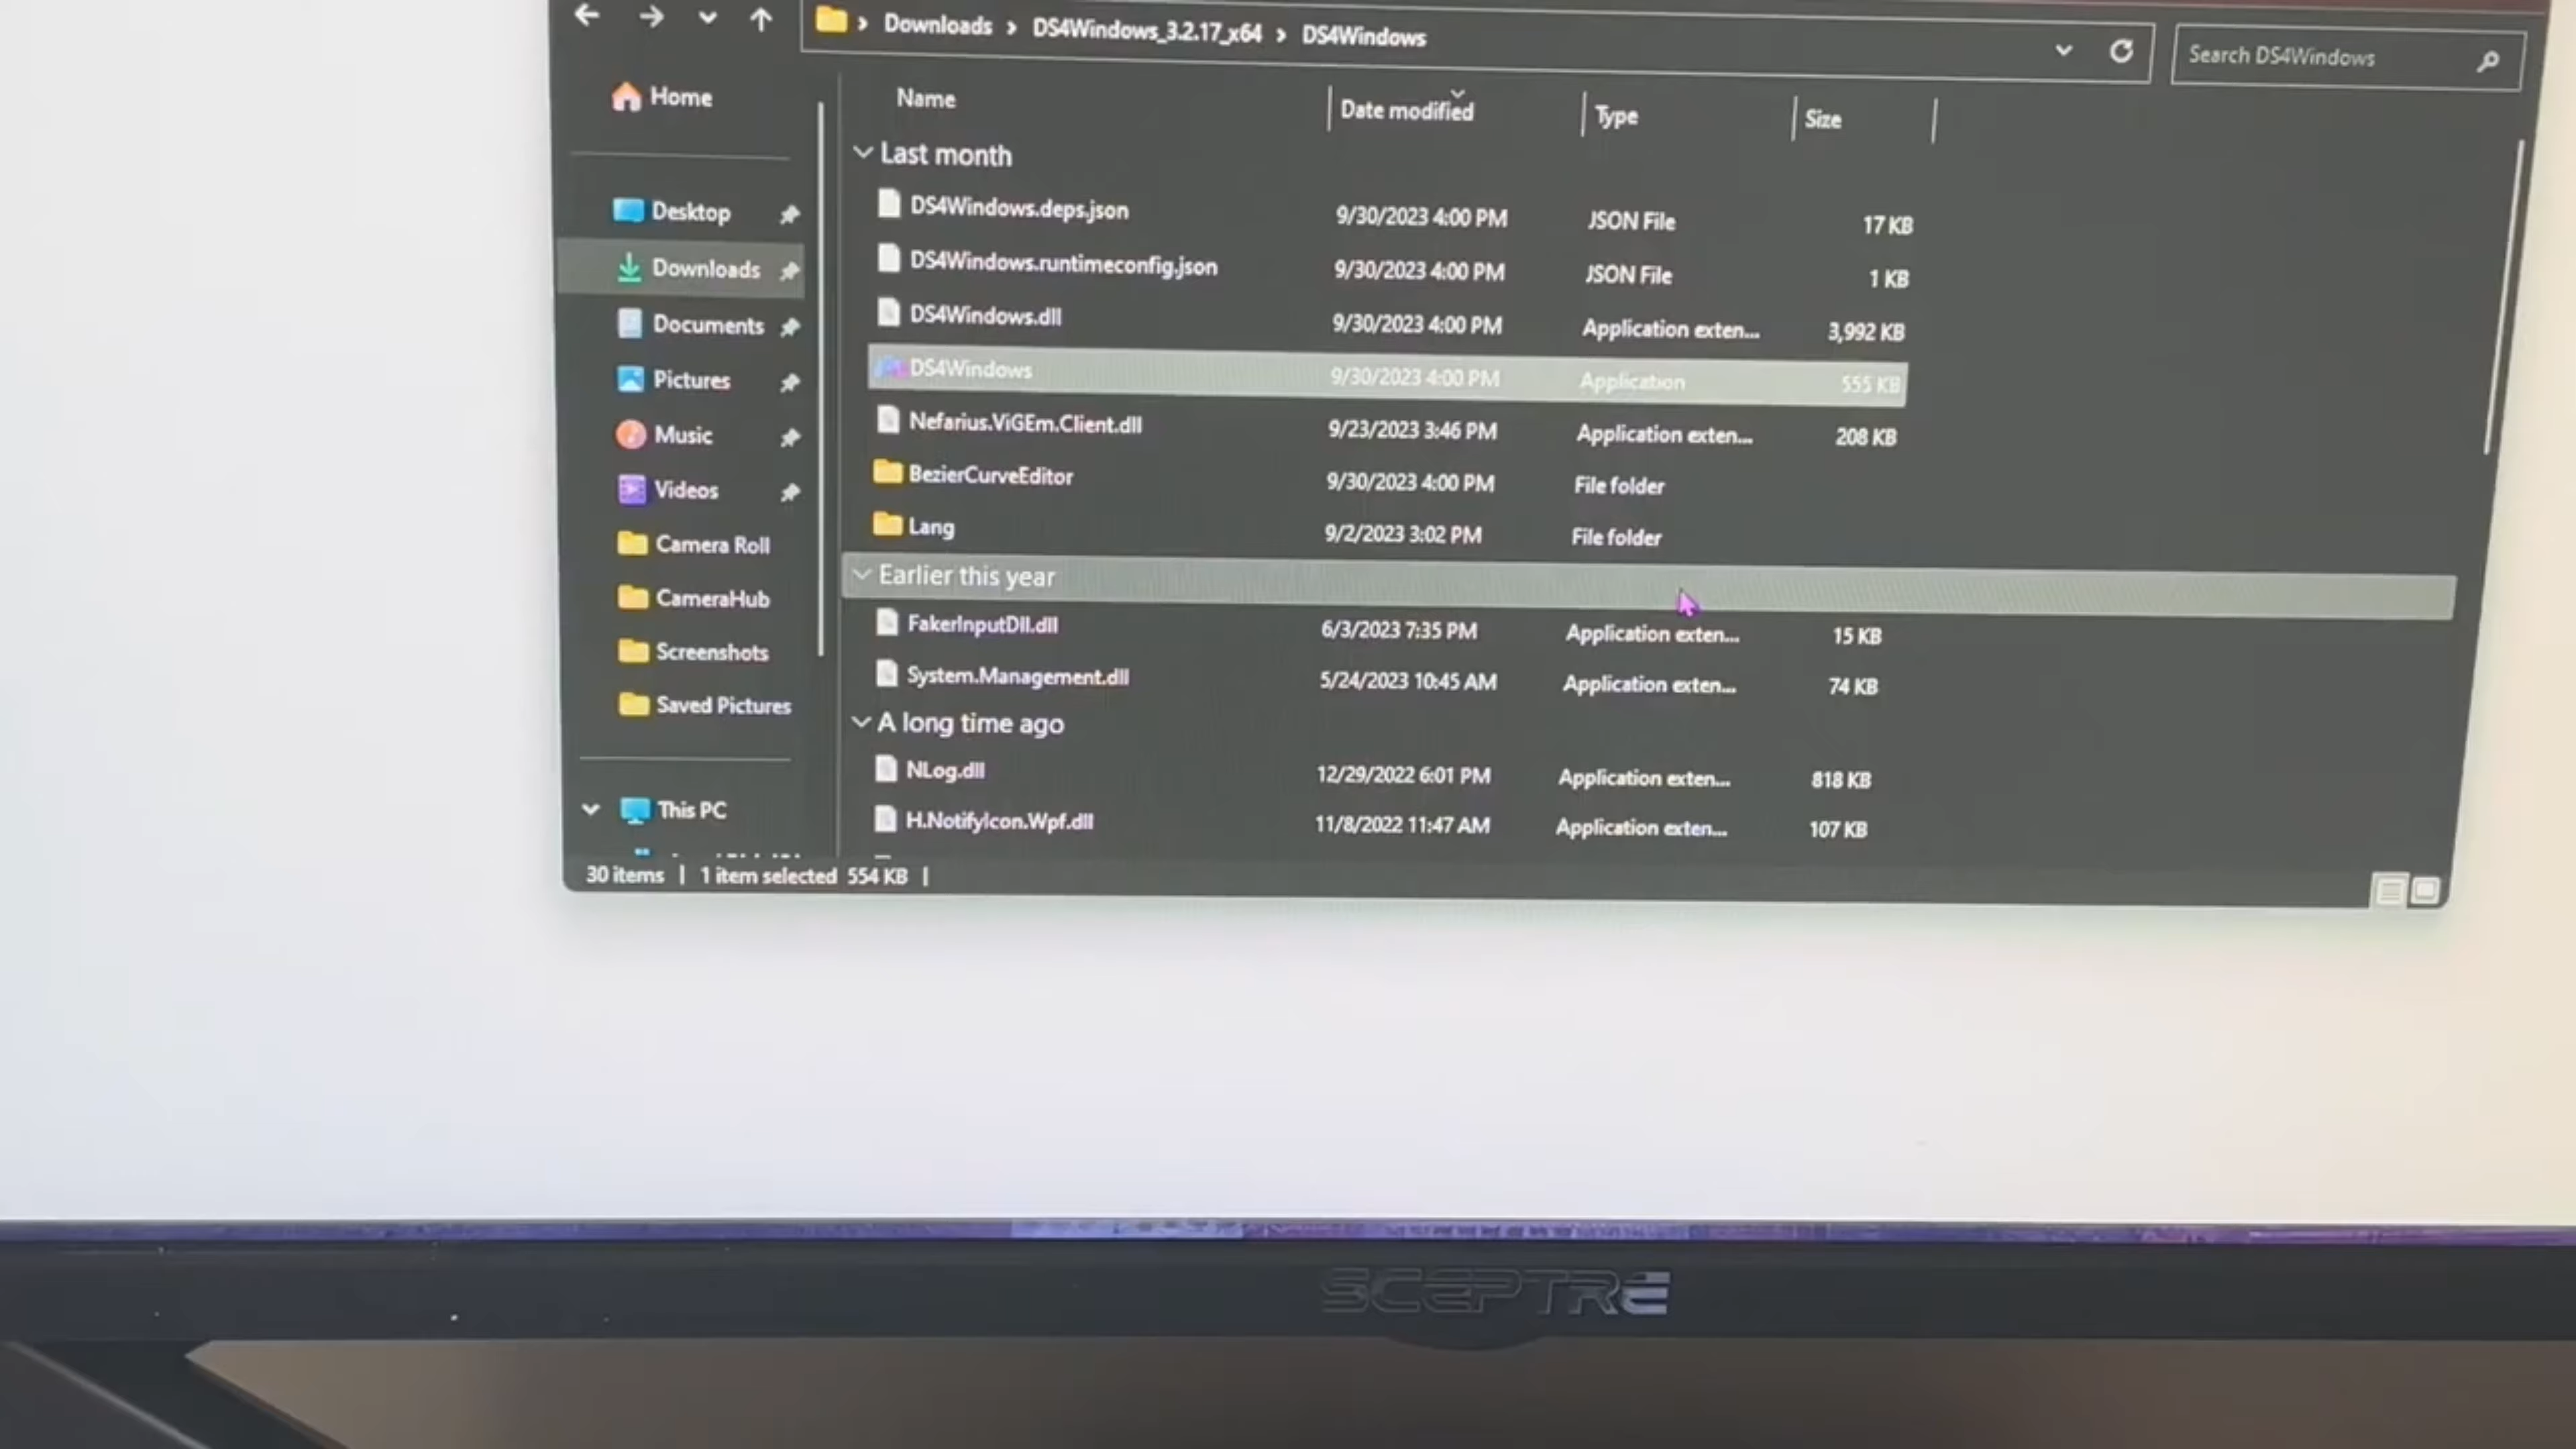 Downloads > DS4Windows_3.2.17_x64 > DS4Windows
Search DS4Windows
Home
Desktop
Downloads
Documents
Pictures
Music
Videos
Camera Roll
CameraHub
Screenshots
Saved Pictures
This PC
Name Date modified Type Size
Last month
DS4Windows.deps.json 9/30/2023 4:00 PM JSON File 17 KB
DS4Windows.runtimeconfig.json 9/30/2023 4:00 PM JSON File 1 KB
DS4Windows.dll 9/30/2023 4:00 PM Application exten... 3,992 KB
DS4Windows 9/30/2023 4:00 PM Application 555 KB
Nefarius.ViGEm.Client.dll 9/23/2023 3:46 PM Application exten... 208 KB
BezierCurveEditor 9/30/2023 4:00 PM File folder
Lang 9/2/2023 3:02 PM File folder
Earlier this year
FakerInputDll.dll 6/3/2023 7:35 PM Application exten... 15 KB
System.Management.dll 5/24/2023 10:45 AM Application exten... 74 KB
A long time ago
NLog.dll 12/29/2022 6:01 PM Application exten... 818 KB
H.NotifyIcon.Wpf.dll 11/8/2022 11:47 AM Application exten... 107 KB
30 items | 1 item selected 554 KB |
SCEPTRE